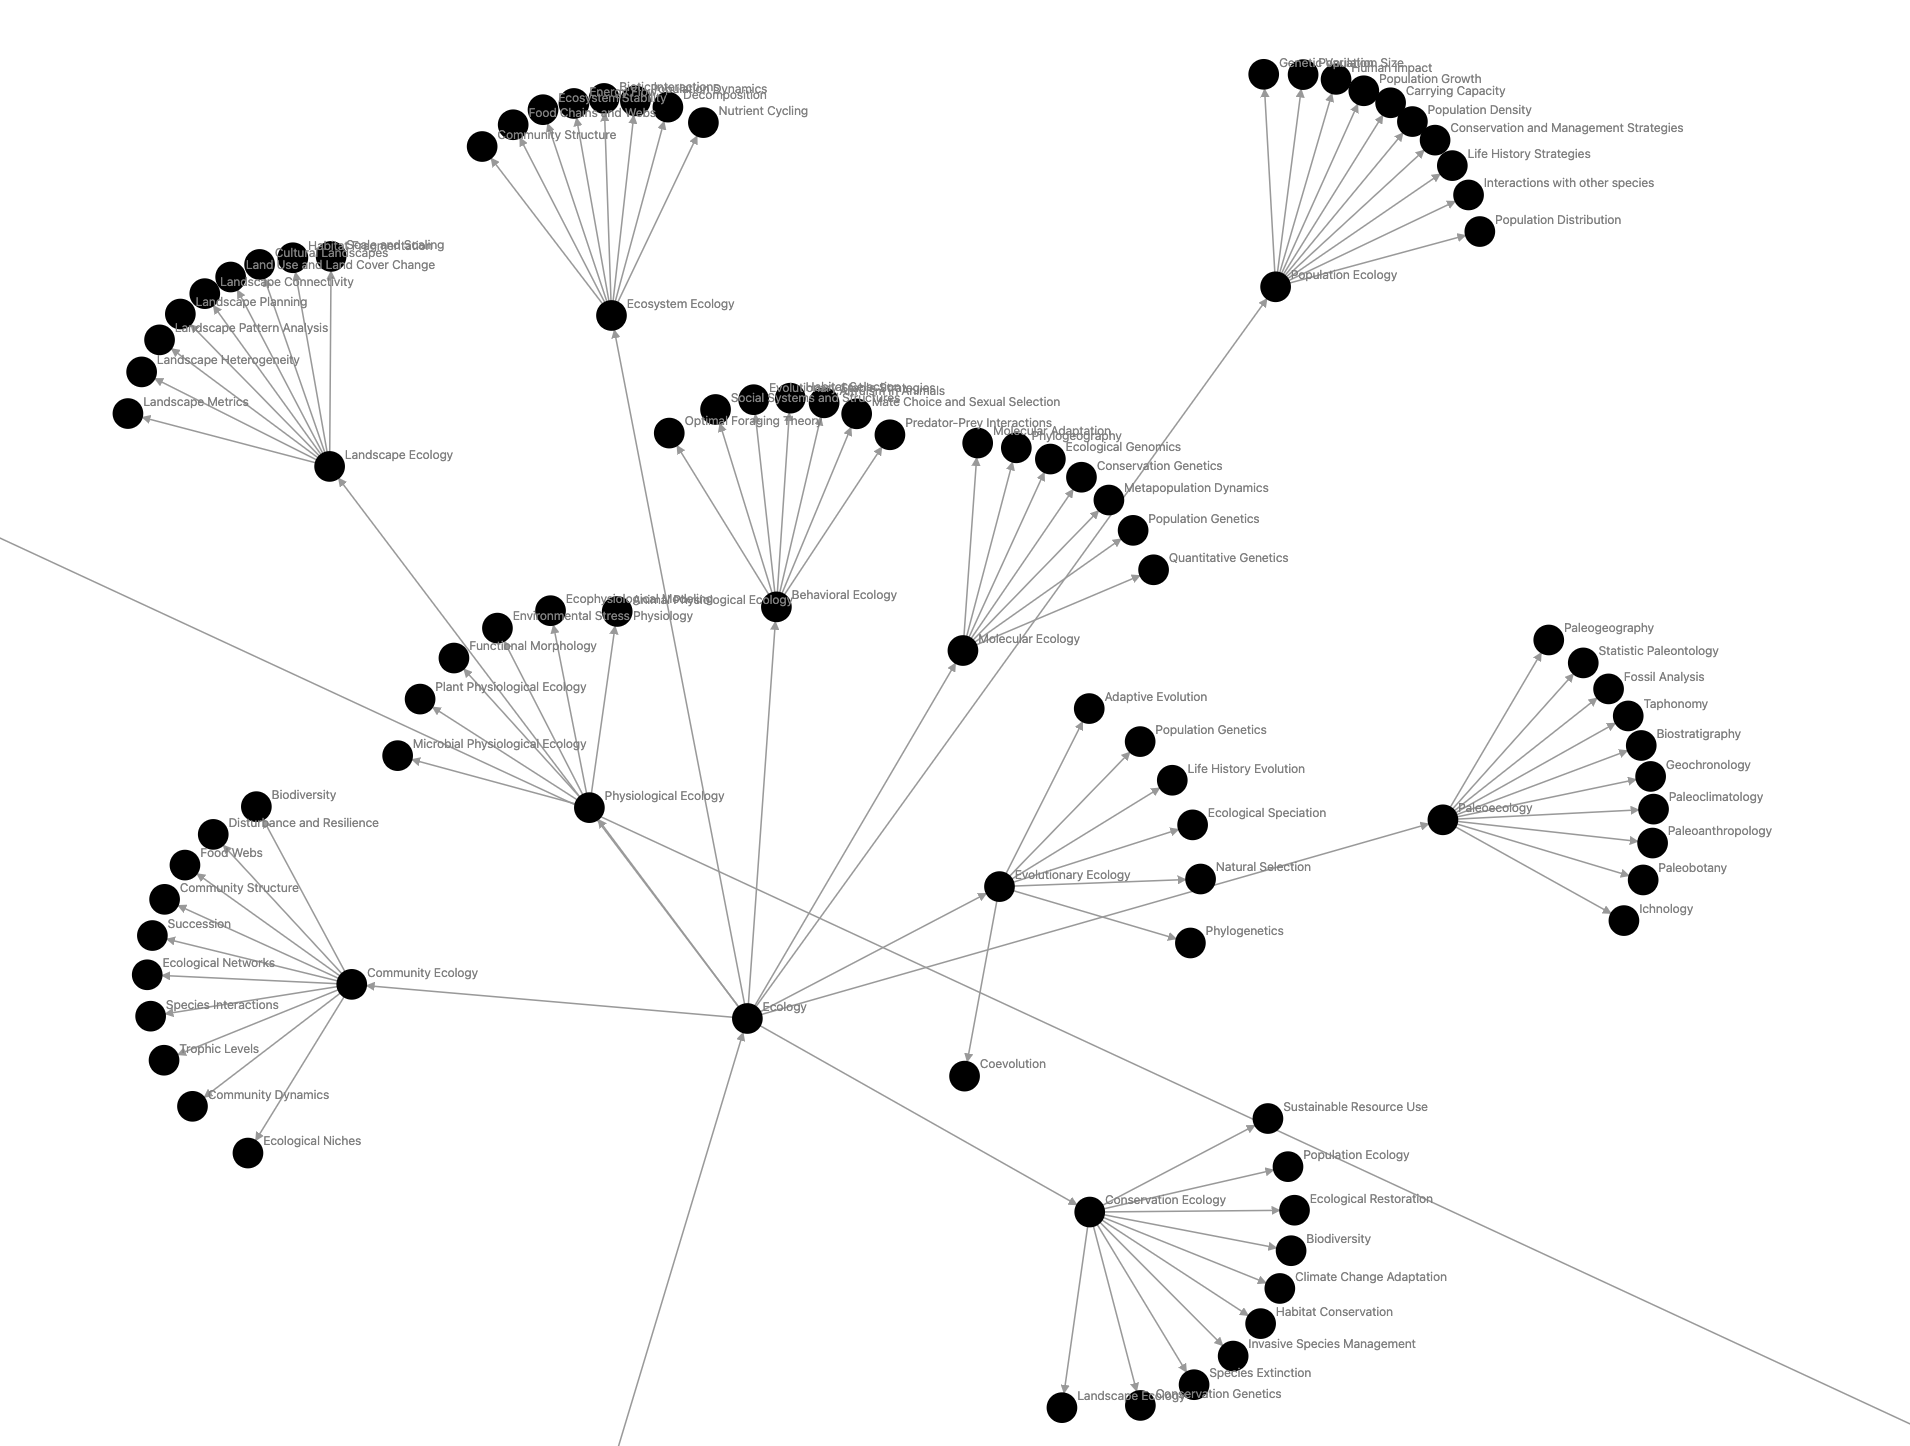 Genetic Variation
Population Size
Human Impact
Population Growth
Carrying Capacity
Population Density
Conservation and Management Strategies
Life History Strategies
Interactions with other species
Population Distribution
Population Ecology
Biotic Interactions
Population Dynamics
Decomposition
Ecosystem Stability
Nutrient Cycling
Food Chains and Webs
Community Structure
Ecosystem Ecology
Habitat Fragmentation
Scale and Scaling
Cultural Landscapes
Land Use and Land Cover Change
Landscape Connectivity
Landscape Planning
Landscape Pattern Analysis
Landscape Heterogeneity
Landscape Metrics
Landscape Ecology
Habitat Selection
Social Systems and Structures
Mate Choice and Sexual Selection
Optimal Foraging Theory
Predator-Prey Interactions
Behavioral Ecology
Molecular Adaptation
Phylogeography
Ecological Genomics
Conservation Genetics
Metapopulation Dynamics
Population Genetics
Quantitative Genetics
Molecular Ecology
Ecophysiological Modeling
Animal Physiological Ecology
Environmental Stress Physiology
Functional Morphology
Plant Physiological Ecology
Microbial Physiological Ecology
Physiological Ecology
Paleogeography
Statistic Paleontology
Fossil Analysis
Taphonomy
Biostratigraphy
Geochronology
Paleoclimatology
Paleoecology
Paleoanthropology
Paleobotany
Ichnology
Adaptive Evolution
Population Genetics
Life History Evolution
Ecological Speciation
Natural Selection
Evolutionary Ecology
Phylogenetics
Coevolution
Biodiversity
Disturbance and Resilience
Food Webs
Community Structure
Succession
Ecological Networks
Community Ecology
Species Interactions
Trophic Levels
Community Dynamics
Ecological Niches
Ecology
Sustainable Resource Use
Population Ecology
Conservation Ecology
Ecological Restoration
Biodiversity
Climate Change Adaptation
Habitat Conservation
Invasive Species Management
Species Extinction
Landscape Ecology
Conservation Genetics